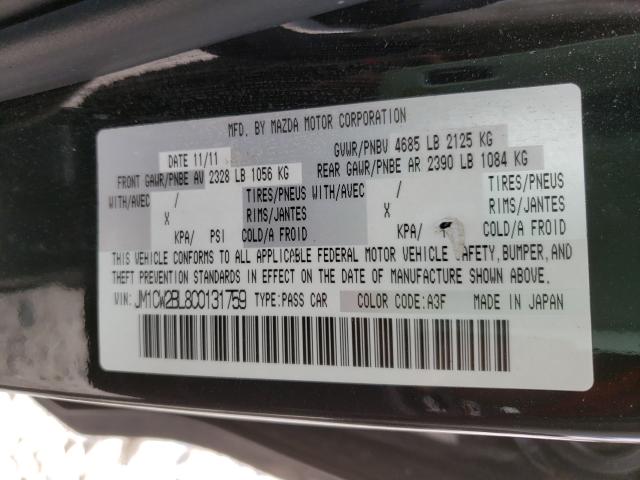 MFD. BY MAZDA MOTOR CORPORATION
DATE 11/11 GVWR/PNBV 4685 LB 2125 KG
FRONT GAWR/PNBE AV 2328 LB 1056 KG REAR GAWR/PNBE AR 2390 LB 1084 KG
WITH/AVEC / TIRES/PNEUS WITH/AVEC / TIRES/PNEUS
X RIMS/JANTES X RIMS/JANTES
KPA/ PSI COLD/A FROID KPA/ COLD/A FROID
THIS VEHICLE CONFORMS TO ALL APPLICABLE FEDERAL MOTOR VEHICLE SAFETY, BUMPER, AND
THEFT PREVENTION STANDARDS IN EFFECT ON THE DATE OF MANUFACTURE SHOWN ABOVE.
VIN: JM1CW2BL8C0131759 TYPE:PASS CAR COLOR CODE:A3F MADE IN JAPAN